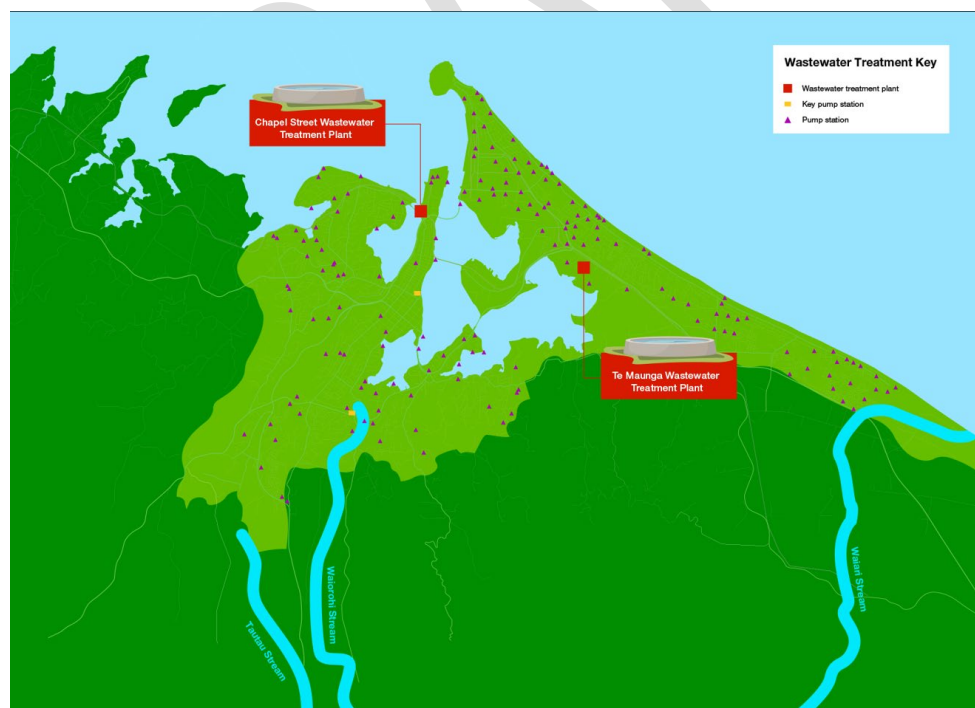 Wastewater Treatment Key
Wastewater treatment plant
Key pump station
Pump station
Chapel Street Wastewater
Treatment Plant
Te Maunga Wastewater
Treatment Plant
Tautau Stream
Waiorohi Stream
Waiari Stream